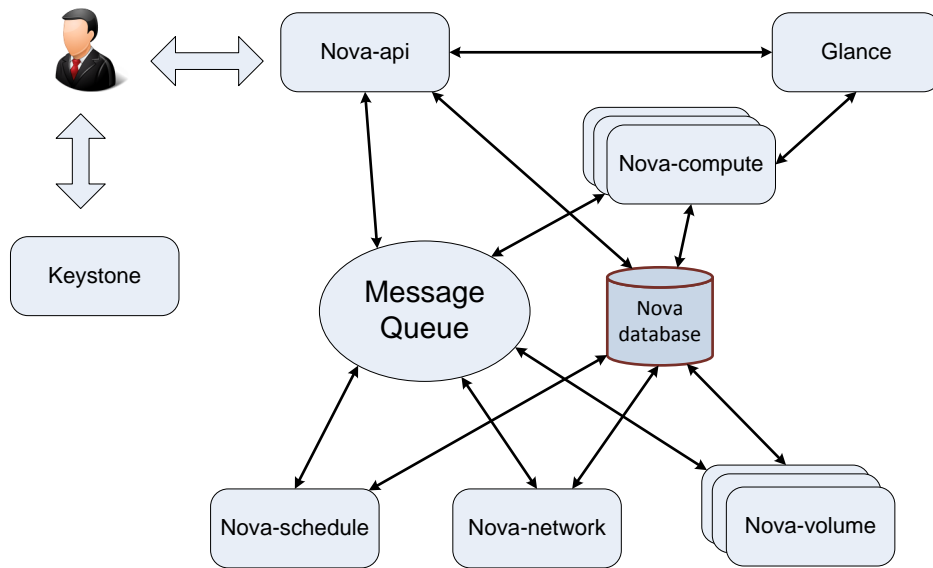 Nova-api
Glance
Nova-compute
Keystone
Message
Queue
Nova
database
Nova-schedule
Nova-network
Nova-volume